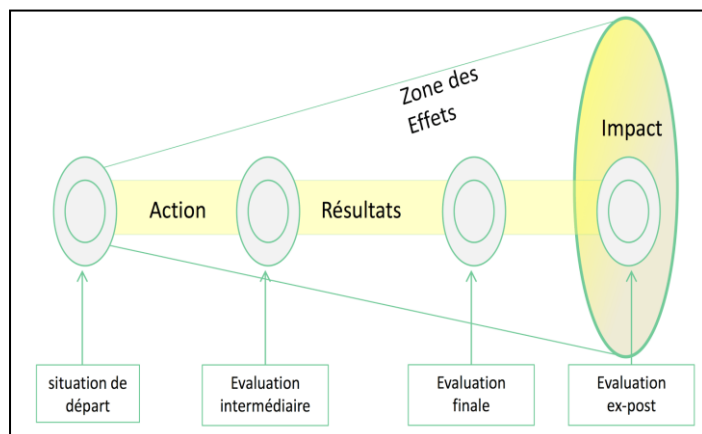 Zone des
Effets
Impact
Action
Résultats
situation de
départ
Evaluation
intermédiaire
Evaluation
finale
Evaluation
ex-post